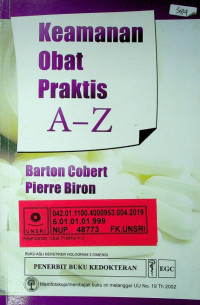 Keamanan
Obat
Praktis
A–Z
Barton Cobert
Pierre Biron
042.01.1100.4000953.004.2019
6.01.01.01.999
UNSRI
NUP. 48773 FK.UNSRI
Keamanan Obat Praktis A-Z
BUKU ASLI BERSTIKER HOLOGRAM 3 DIMENSI
PENERBIT BUKU KEDOKTERAN EGC
Memfotokopi/membajak buku ini melanggar UU No. 19 Th 2002